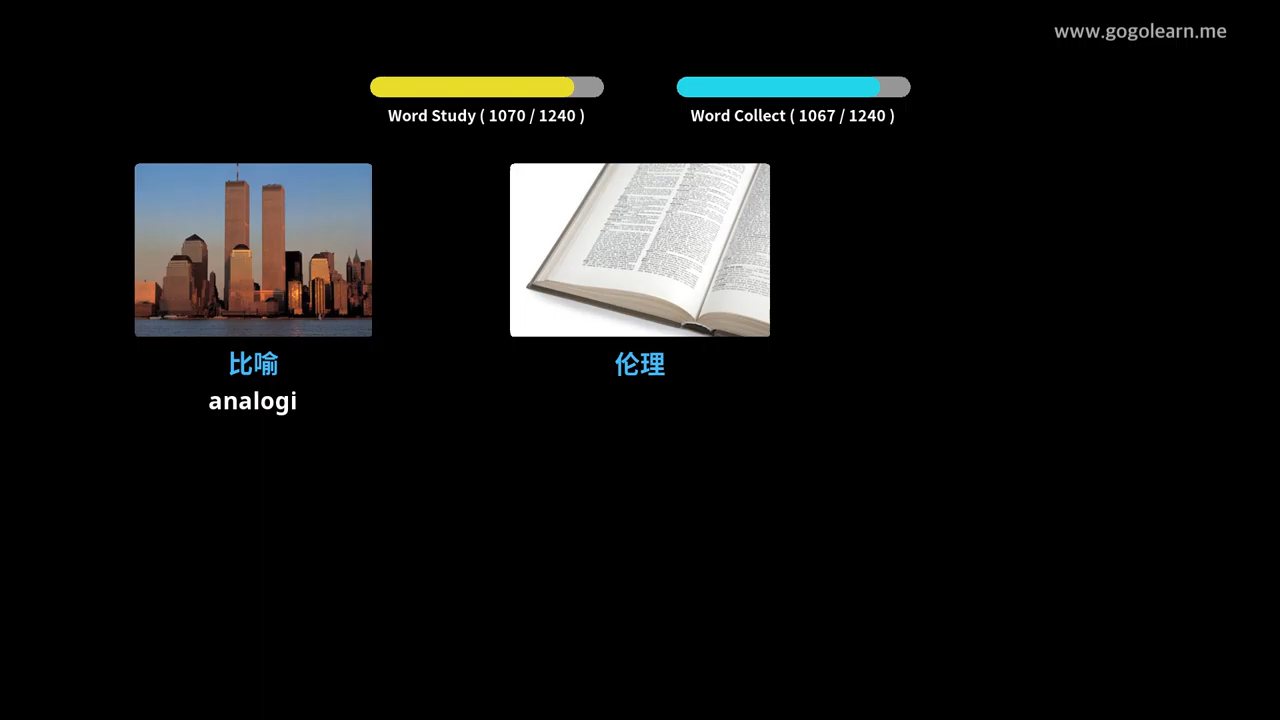 www.gogolearn.me
Word Study ( 1070 / 1240 )
Word Collect ( 1067 / 1240 )
比喻
伦理
analogi